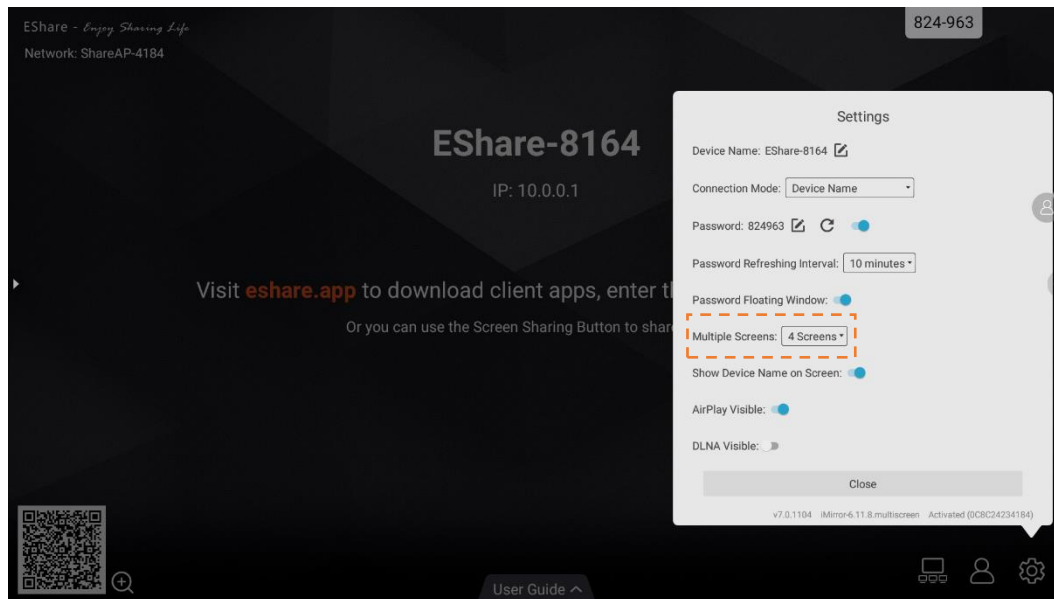 EShare - Enjoy Sharing Life
Network: ShareAP-4184
824-963
EShare-8164
IP: 10.0.0.1
Visit eshare.app to download client apps, enter
Or you can use the Screen Sharing Button to
Settings
Device Name: EShare-8164
Connection Mode: Device Name
Password: 824963
Password Refreshing Interval: 10 minutes
Password Floating Window:
Multiple Screens: 4 Screens
Show Device Name on Screen:
AirPlay Visible:
DLNA Visible:
Close
v7.0.1104 iMirror-6.11.8.multiscreen Activated (0C8C24234184)
User Guide